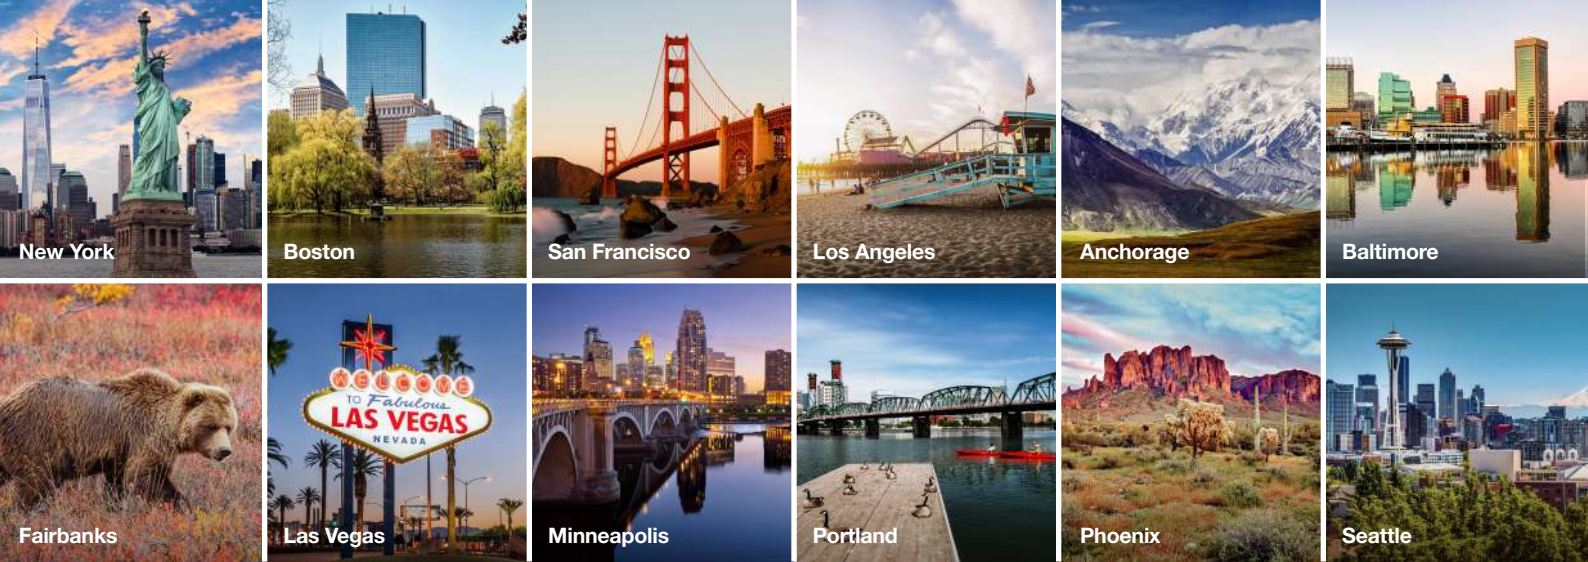 New York
Boston
San Francisco
Los Angeles
Anchorage
Baltimore
Fairbanks
WELCOME
TO Fabulous
LAS VEGAS
NEVADA
Las Vegas
Minneapolis
Portland
Phoenix
Seattle